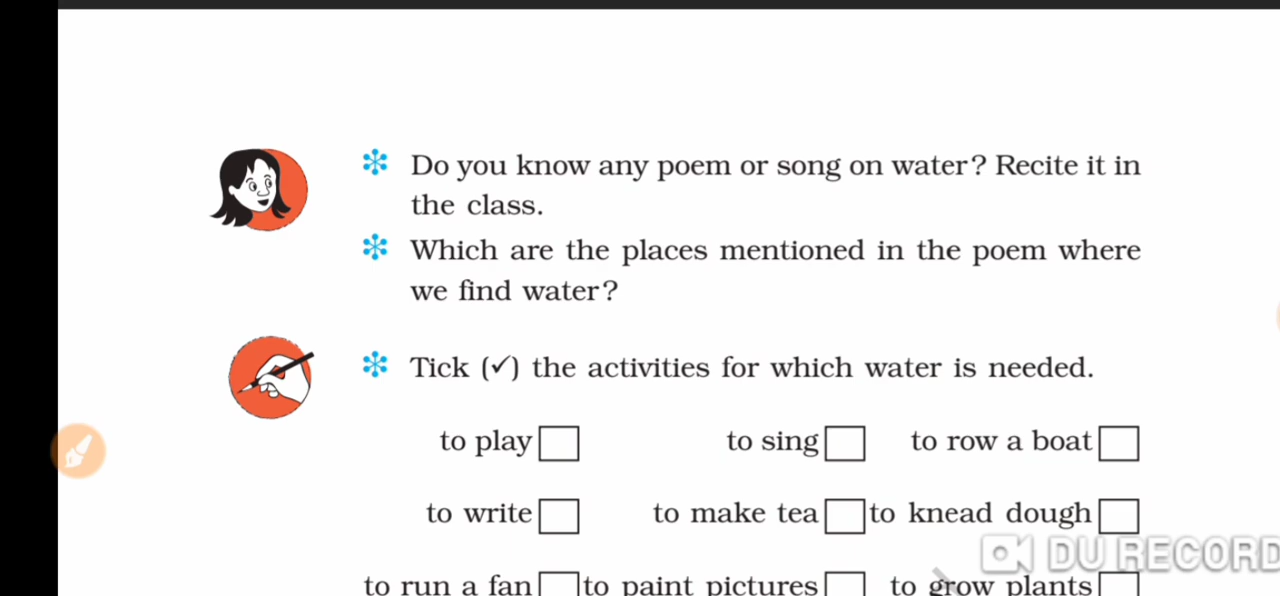 Do you know any poem or song on water? Recite it in
the class.
Which are the places mentioned in the poem where
we find water?
Tick (✓) the activities for which water is needed.
to play to sing to row a boat
to write to make tea to knead dough
to run a fan to paint pictures to grow plants
DU RECORD